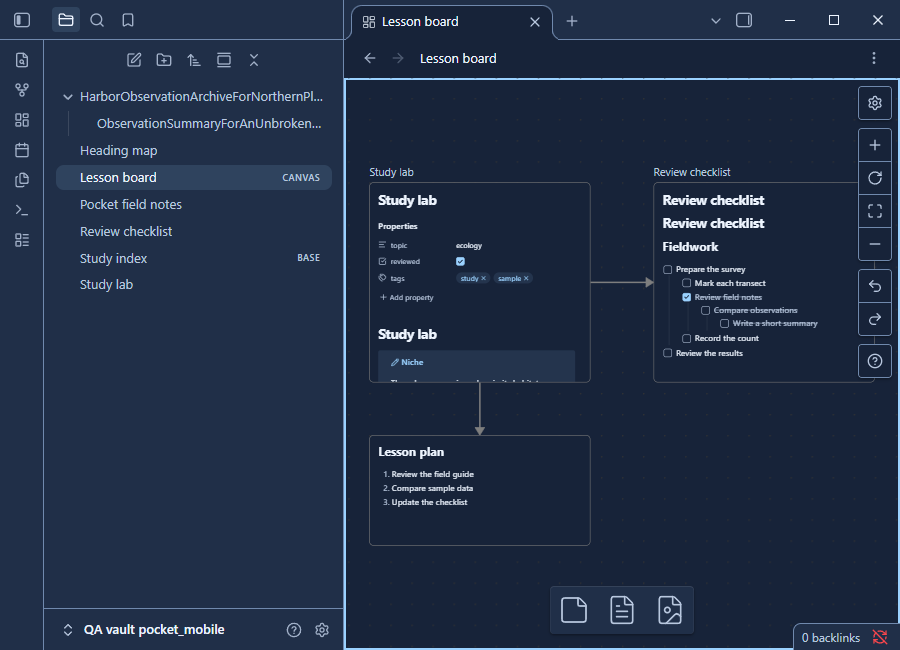 Lesson board
Lesson board
HarborObservationArchiveForNorthernPl...
ObservationSummaryForAnUnbroken...
Heading map
Lesson board CANVAS
Pocket field notes
Review checklist
Study index BASE
Study lab
QA vault pocket_mobile
Study lab
Study lab
Properties
topic ecology
reviewed
tags study × sample ×
+ Add property
Study lab
Niche
Review checklist
Review checklist
Review checklist
Fieldwork
Prepare the survey
Mark each transect
Review field notes
Compare observations
Write a short summary
Record the count
Review the results
Lesson plan
1. Review the field guide
2. Compare sample data
3. Update the checklist
0 backlinks